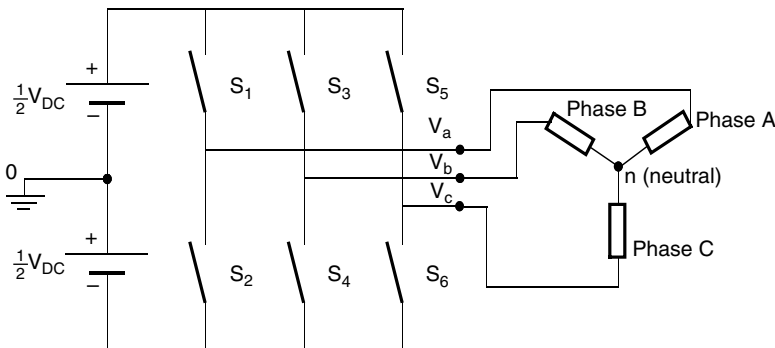 +
½V_DC
−
0
+
½V_DC
−
S₁
S₃
S₅
S₂
S₄
S₆
V_a
V_b
V_c
Phase B
Phase A
n (neutral)
Phase C